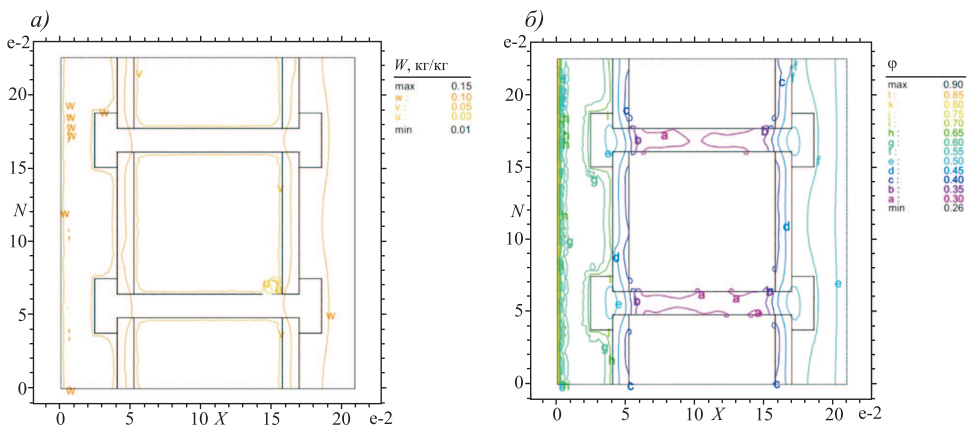 а)
e-2
20
15
N
10
5
0
0
5
X
10
15
20
e-2
W, кг/кг
max 0.15
w : 0.10
v : 0.05
u : 0.03
min 0.01
w
w
w
w
w
w
w
w
w
v
v
v
б)
e-2
20
15
N
10
5
0
0
5
X
10
15
20
e-2
φ
max 0.90
l : 0.85
k : 0.80
j : 0.75
i : 0.70
h : 0.65
g : 0.60
f : 0.55
e : 0.50
d : 0.45
c : 0.40
b : 0.35
a : 0.30
min 0.26
c
c
f
b
a
b
e
f
g
g
d
d
e
e
b
a
a
b
a
g
h
c
c